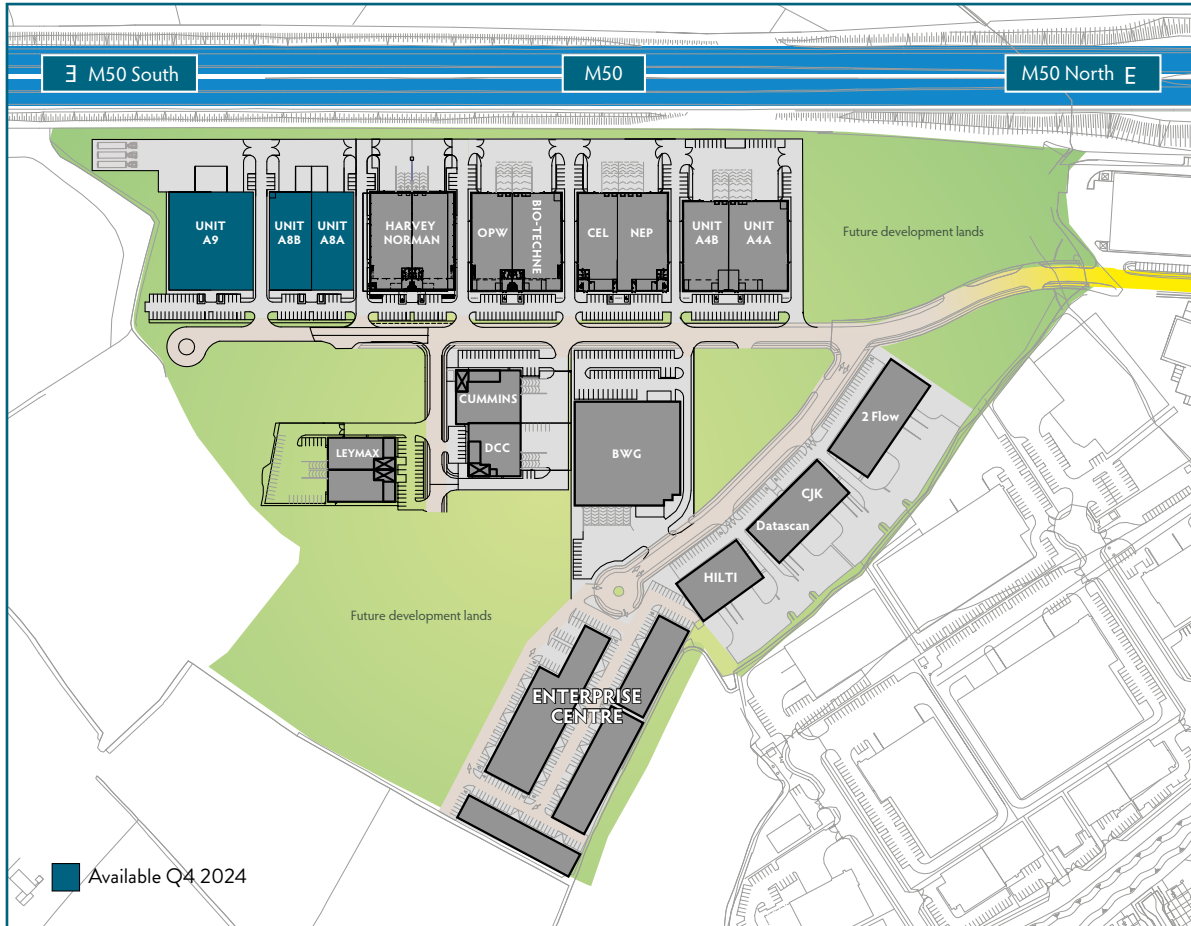 Ǝ M50 South
M50
M50 North E
UNIT
A9
UNIT
A8B
UNIT
A8A
HARVEY
NORMAN
OPW
BIO-TECHNE
CEL
NEP
UNIT
A4B
UNIT
A4A
Future development lands
CUMMINS
DCC
LEYMAX
BWG
2 Flow
CJK
Datascan
HILTI
Future development lands
ENTERPRISE
CENTRE
Available Q4 2024